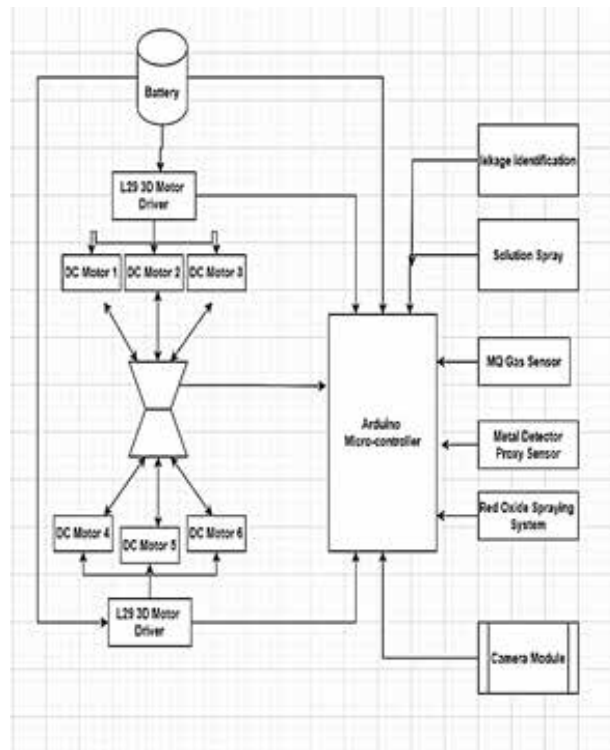 Battery
L29 3D Motor
Driver
DC Motor 1
DC Motor 2
DC Motor 3
lekage Identification
Solution Spray
MQ Gas Sensor
Arduino
Micro-controller
Metal Detector
Proxy Sensor
Red Oxide Spraying
System
DC Motor 4
DC Motor 5
DC Motor 6
L29 3D Motor
Driver
Camera Module